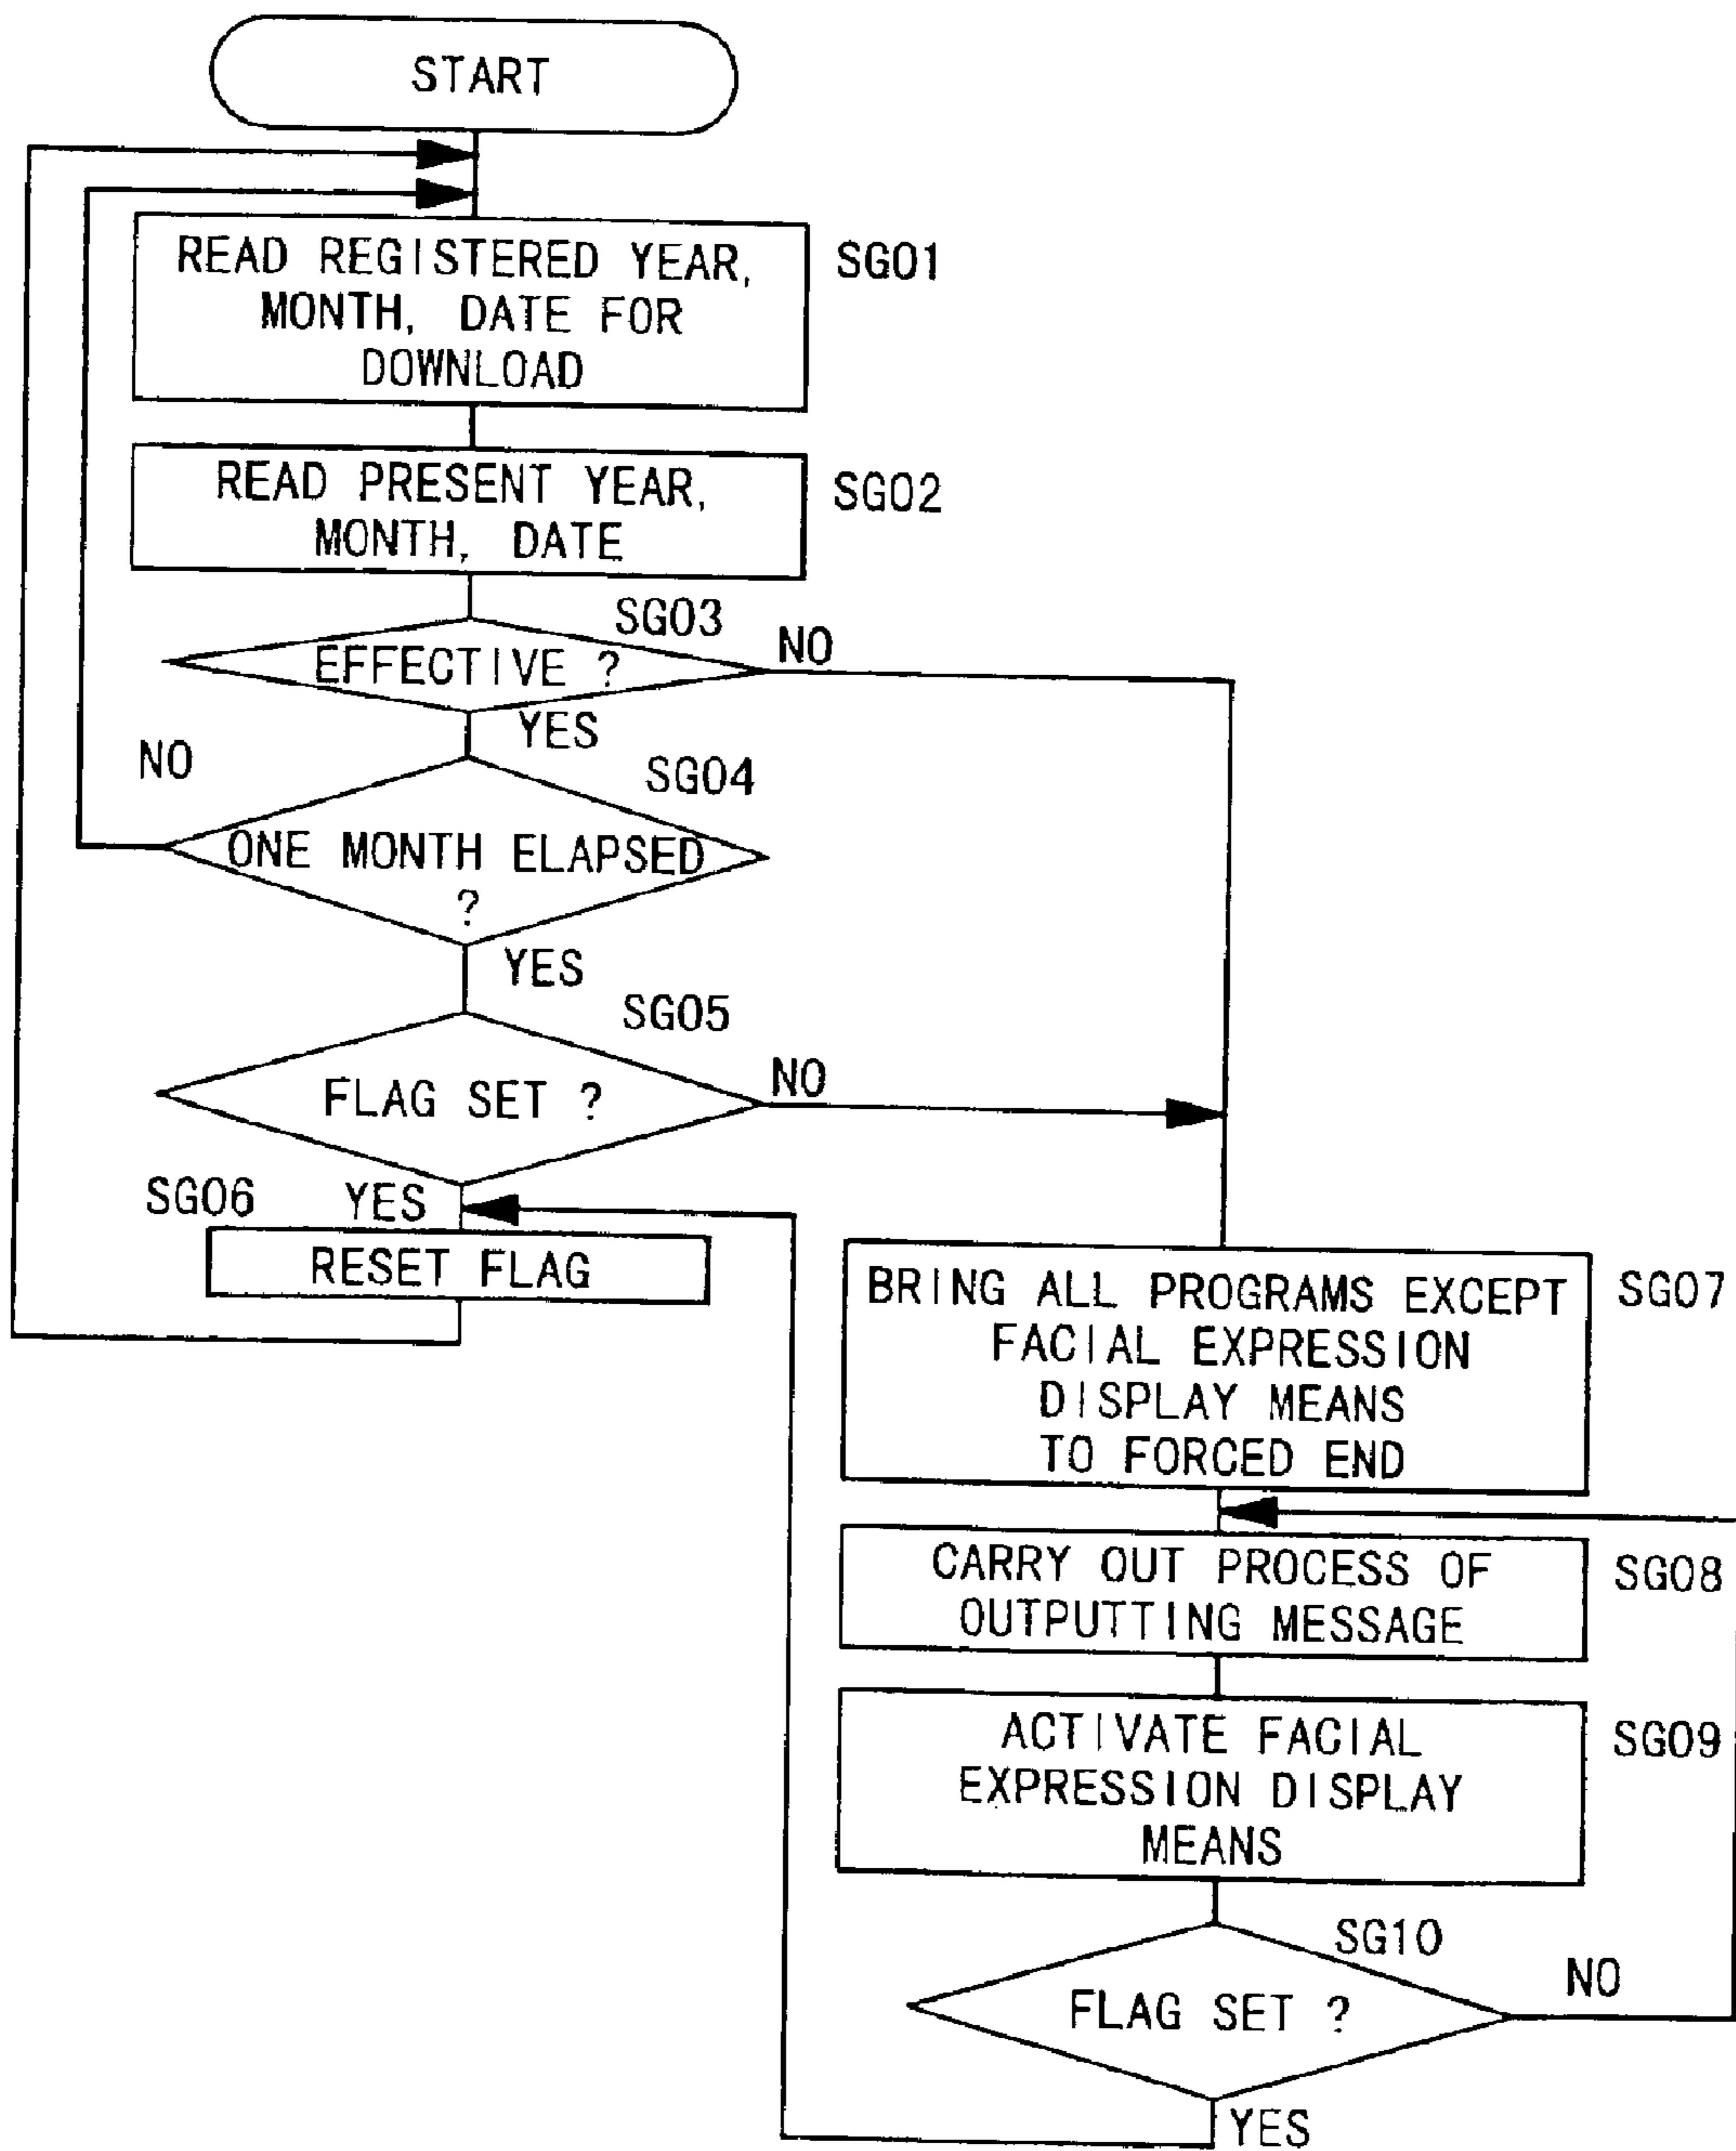 START
READ REGISTERED YEAR,
MONTH, DATE FOR
DOWNLOAD
SG01
READ PRESENT YEAR,
MONTH, DATE
SG02
SG03
EFFECTIVE ?
NO
YES
NO
SG04
ONE MONTH ELAPSED
?
YES
SG05
FLAG SET ?
NO
SG06
YES
RESET FLAG
BRING ALL PROGRAMS EXCEPT
FACIAL EXPRESSION
DISPLAY MEANS
TO FORCED END
SG07
CARRY OUT PROCESS OF
OUTPUTTING MESSAGE
SG08
ACTIVATE FACIAL
EXPRESSION DISPLAY
MEANS
SG09
SG10
FLAG SET ?
NO
YES